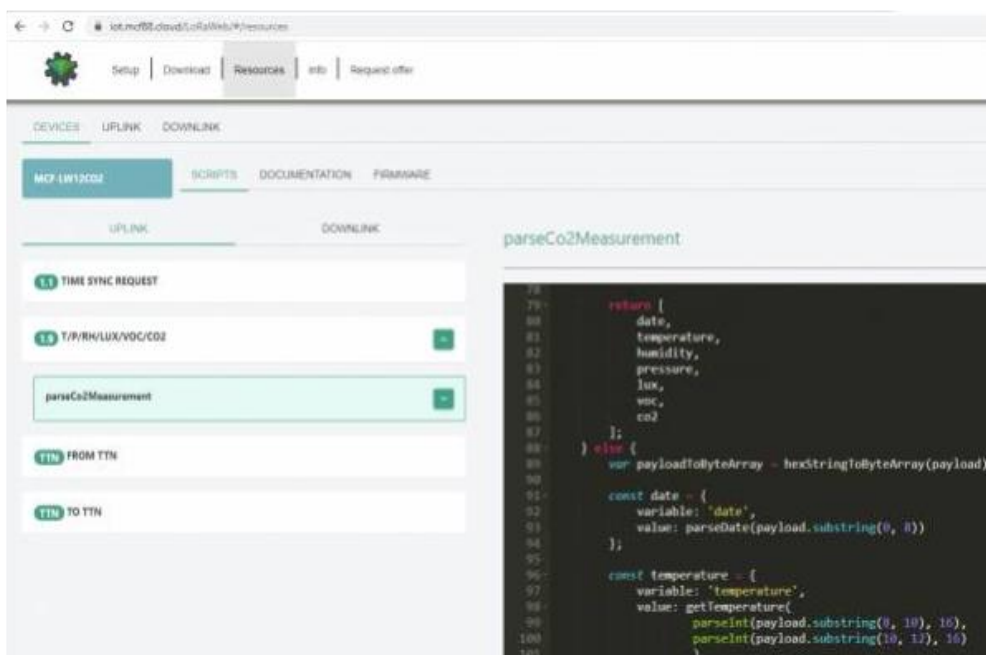 iot.mcf88.cloud/LoRaWeb/#/resources
Setup | Download | Resources | Info | Request offer
DEVICES UPLINK DOWNLINK
MCF-LW12CO2 SCRIPTS DOCUMENTATION FIRMWARE
UPLINK DOWNLINK
1.1 TIME SYNC REQUEST
T/P/RH/LUX/VOC/CO2
parseCo2Measurement
TTN FROM TTN
TTN TO TTN
parseCo2Measurement
78
79 return [
80 date,
81 temperature,
82 humidity,
83 pressure,
84 lux,
85 voc,
86 co2
87 ];
88 } else {
89 var payloadToByteArray = hexStringToByteArray(payload)
90
91 const date = {
92 variable: 'date',
93 value: parseDate(payload.substring(0, 8))
94 };
95
96 const temperature = {
97 variable: 'temperature',
98 value: getTemperature(
99 parseInt(payload.substring(8, 10), 16),
100 parseInt(payload.substring(10, 12), 16)
101 )